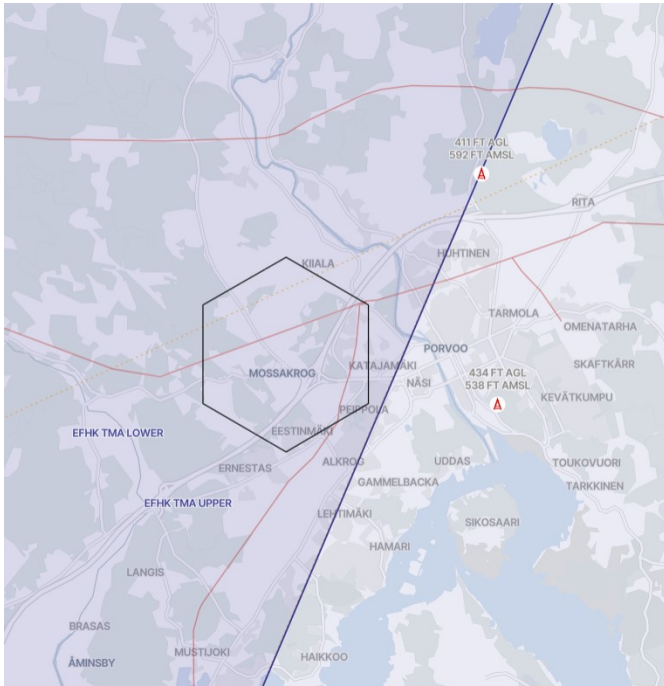 411 FT AGL
592 FT AMSL
RITA
HUHTINEN
KIIALA
TARMOLA
OMENATARHA
PORVOO
KATAJAMÄKI
SKAFTKÄRR
MOSSAKROG
434 FT AGL
538 FT AMSL
NÄSI
KEVÄTKUMPU
PEIPPOLA
EESTINMÄKI
EFHK TMA LOWER
ALKROG
UDDAS
TOUKOVUORI
ERNESTAS
GAMMELBACKA
TARKKINEN
EFHK TMA UPPER
LEHTIMÄKI
SIKOSAARI
HAMARI
LANGIS
BRASAS
MUSTIJOKI
HAIKKOO
ÅMINSBY